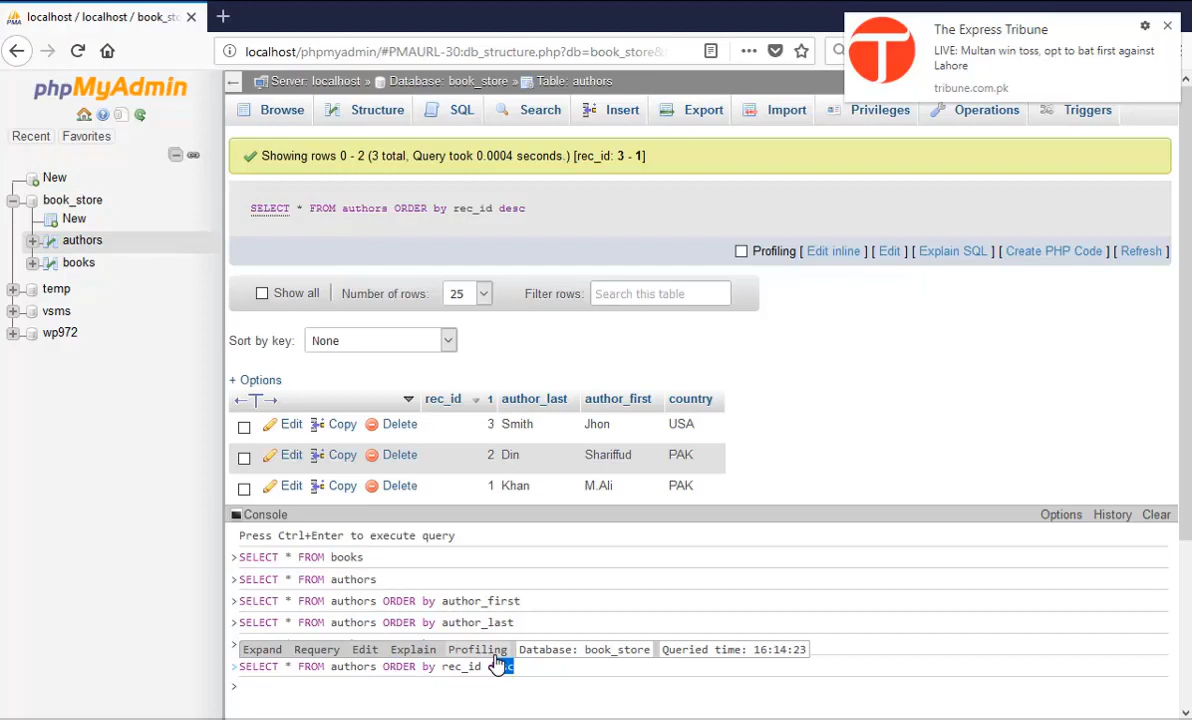 localhost / localhost / book_sto
The Express Tribune
LIVE: Multan win toss, opt to bat first against
Lahore
tribune.com.pk
localhost/phpmyadmin/#PMAURL-30:db_structure.php?db=book_store&
phpMyAdmin
Recent Favorites
New
book_store
New
authors
books
temp
vsms
wp972
Server: localhost » Database: book_store » Table: authors
Browse Structure SQL Search Insert Export Import Privileges Operations Triggers
Showing rows 0 - 2 (3 total, Query took 0.0004 seconds.) [rec_id: 3 - 1]
SELECT * FROM authors ORDER by rec_id desc
Profiling [ Edit inline ] [ Edit ] [ Explain SQL ] [ Create PHP Code ] [ Refresh ]
Show all Number of rows: 25 Filter rows: Search this table
Sort by key: None
+ Options
rec_id 1 author_last author_first country
Edit Copy Delete 3 Smith Jhon USA
Edit Copy Delete 2 Din Shariffud PAK
Edit Copy Delete 1 Khan M.Ali PAK
Console Options History Clear
Press Ctrl+Enter to execute query
>SELECT * FROM books
>SELECT * FROM authors
>SELECT * FROM authors ORDER by author_first
>SELECT * FROM authors ORDER by author_last
>
Expand Requery Edit Explain Profiling Database: book_store Queried time: 16:14:23
>SELECT * FROM authors ORDER by rec_id
>